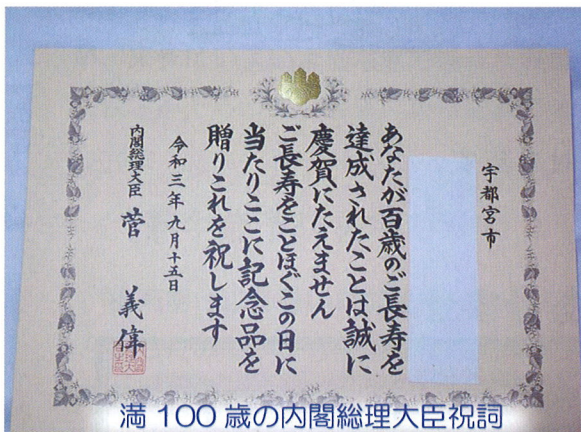 宇都宮市
あなたが百歳のご長寿を
達成されたことは誠に
慶賀にたえません
ご長寿をことほぐこの日に
当たりここに記念品を
贈りこれを祝します
令和三年九月十五日
内閣総理大臣 菅 義偉
満100歳の内閣総理大臣祝詞